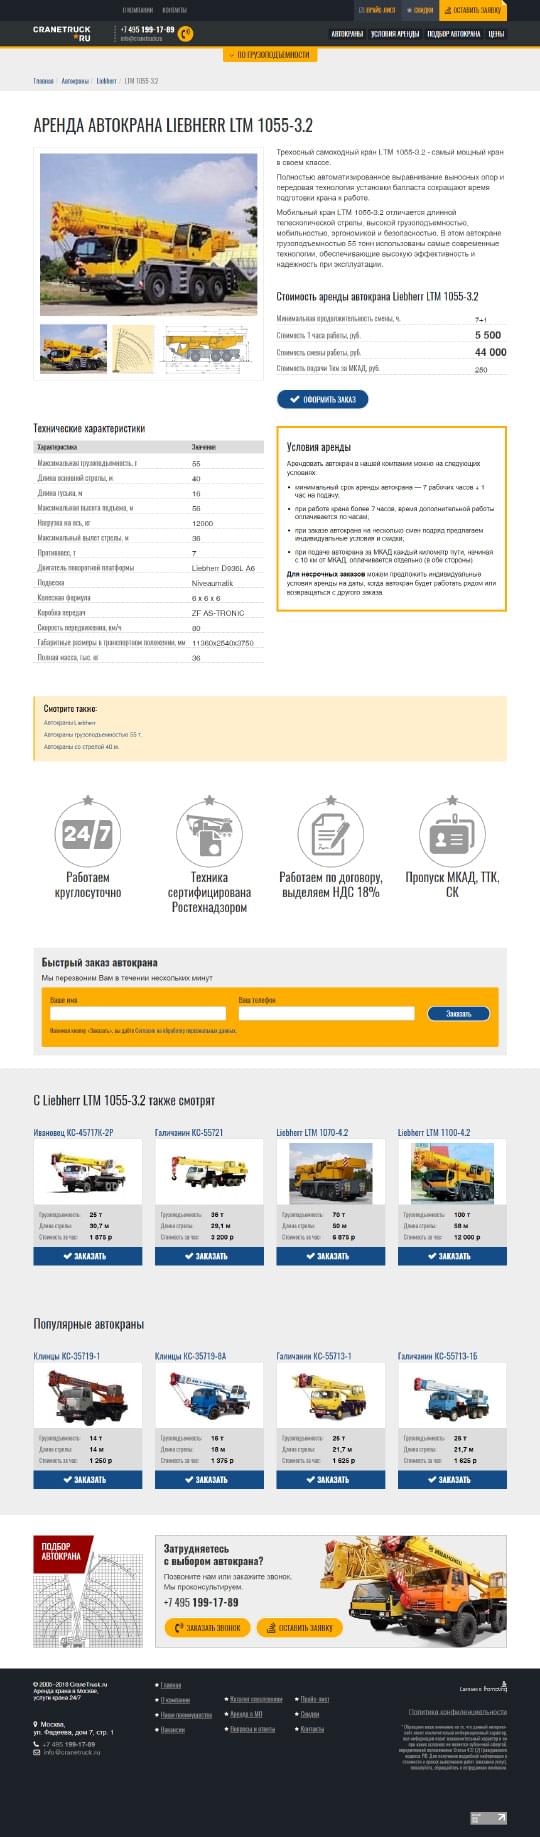 О КОМПАНИИ КОНТАКТЫ ПРАЙС-ЛИСТ СКИДКИ ОСТАВИТЬ ЗАЯВКУ
CRANETRUCK.RU +7 495 199-17-89
info@cranetruck.ru
АВТОКРАНЫ УСЛОВИЯ АРЕНДЫ ПОДБОР АВТОКРАНА ЦЕНЫ
ПО ГРУЗОПОДЪЕМНОСТИ
Главная / Автокраны / Liebherr / LTM 1055-3.2
АРЕНДА АВТОКРАНА LIEBHERR LTM 1055-3.2
Трехосный самоходный кран LTM 1055-3.2 - самый мощный кран
в своем классе.
Полностью автоматизированное выравнивание выносных опор и
передовая технология установки балласта сокращают время
подготовки крана к работе.
Мобильный кран LTM 1055-3.2 отличается длинной
телескопической стрелы, высокой грузоподъемностью,
мобильностью, эргономикой и безопасностью. В этом автокране
грузоподъемностью 55 тонн использованы самые современные
технологии, обеспечивающие высокую эффективность и
надежность при эксплуатации.
Стоимость аренды автокрана Liebherr LTM 1055-3.2
Минимальная продолжительность смены, ч. 7+1
Стоимость 1 часа работы, руб. 5 500
Стоимость смены работы, руб. 44 000
Стоимость подачи 1км за МКАД, руб. 250
ОФОРМИТЬ ЗАКАЗ
Технические характеристики
Характеристика Значение
Максимальная грузоподъемность, т 55
Длина основной стрелы, м 40
Длина гуська, м 16
Максимальная высота подъема, м 56
Нагрузка на ось, кг 12000
Максимальный вылет стрелы, м 36
Противовес, т 7
Двигатель поворотной платформы Liebherr D936L A6
Подвеска Niveaumatik
Колесная формула 6 x 6 x 6
Коробка передач ZF AS-TRONIC
Скорость передвижения, км/ч 80
Габаритные размеры в транспортном положении, мм 11360x2540x3750
Полная масса, тыс. кг 36
Условия аренды
Арендовать автокран в нашей компании можно на следующих
условиях:
• минимальный срок аренды автокрана — 7 рабочих часов + 1
час на подачу;
• при работе крана более 7 часов, время дополнительной работы
оплачивается по часам;
• при заказе автокрана на несколько смен подряд предлагаем
индивидуальные условия и скидки;
• при подаче автокрана за МКАД каждый километр пути, начиная
с 10 км от МКАД, оплачивается отдельно (в обе стороны)
Для несрочных заказов можем предложить индивидуальные
условия аренды на даты, когда автокран будет работать рядом или
возвращаться с другого заказа
Смотрите также:
Автокраны Liebherr
Автокраны грузоподъемностью 55 т.
Автокраны со стрелой 40 м.
24/7
Работаем
круглосуточно
Техника
сертифицирована
Ростехнадзором
Работаем по договору,
выделяем НДС 18%
Пропуск МКАД, ТТК,
СК
Быстрый заказ автокрана
Мы перезвоним Вам в течении нескольких минут
Ваше имя Ваш телефон
Заказать
Нажимая кнопку «Заказать», вы даёте Согласие на обработку персональных данных.
С Liebherr LTM 1055-3.2 также смотрят
Ивановец КС-45717К-2Р Галичанин КС-55721 Liebherr LTM 1070-4.2 Liebherr LTM 1100-4.2
Грузоподъемность: 25 т Грузоподъемность: 36 т Грузоподъемность: 70 т Грузоподъемность: 100 т
Длина стрелы: 30,7 м Длина стрелы: 29,1 м Длина стрелы: 50 м Длина стрелы: 58 м
Стоимость за час: 1 875 р Стоимость за час: 3 200 р Стоимость за час: 6 875 р Стоимость за час: 12 000 р
ЗАКАЗАТЬ ЗАКАЗАТЬ ЗАКАЗАТЬ ЗАКАЗАТЬ
Популярные автокраны
Клинцы КС-35719-1 Клинцы КС-35719-8А Галичанин КС-55713-1 Галичанин КС-55713-1Б
Грузоподъемность: 14 т Грузоподъемность: 16 т Грузоподъемность: 25 т Грузоподъемность: 25 т
Длина стрелы: 14 м Длина стрелы: 18 м Длина стрелы: 21,7 м Длина стрелы: 21,7 м
Стоимость за час: 1 250 р Стоимость за час: 1 375 р Стоимость за час: 1 625 р Стоимость за час: 1 625 р
ЗАКАЗАТЬ ЗАКАЗАТЬ ЗАКАЗАТЬ ЗАКАЗАТЬ
ПОДБОР
АВТОКРАНА
Затрудняетесь
с выбором автокрана?
Позвоните нам или закажите звонок.
Мы проконсультируем.
+7 495 199-17-89
ЗАКАЗАТЬ ЗВОНОК ОСТАВИТЬ ЗАЯВКУ
ИВАНОВЕЦ
© 2005–2018 CraneTruck.ru
Аренда крана в Москве,
услуги крана 24/7
Москва,
ул. Фадеева, дом 7, стр. 1
+7 495 199-17-89
info@cranetruck.ru
Главная
О компании
Наши преимущества
Вакансии
Каталог спецтехники
Аренда в МО
Вопросы и ответы
Прайс-лист
Скидки
Контакты
Сделано в Promodvig
Политика конфиденциальности